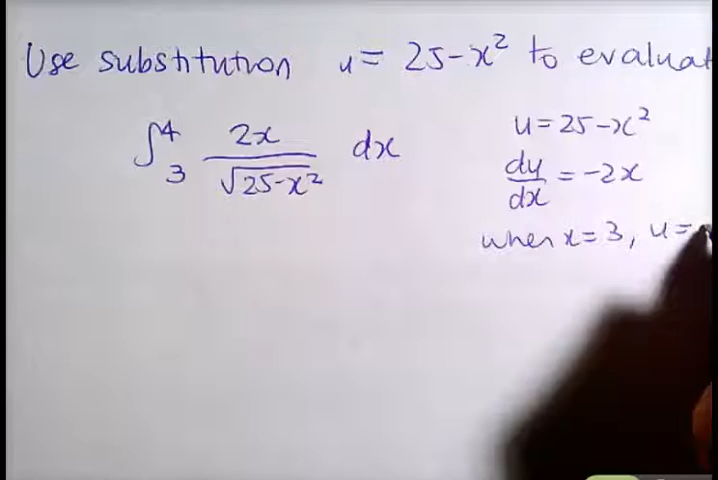 Use substitution u = 25-x² to evaluat
∫₃⁴ 2x/√25-x² dx
u = 25-x²
dy/dx = -2x
when x = 3, u =